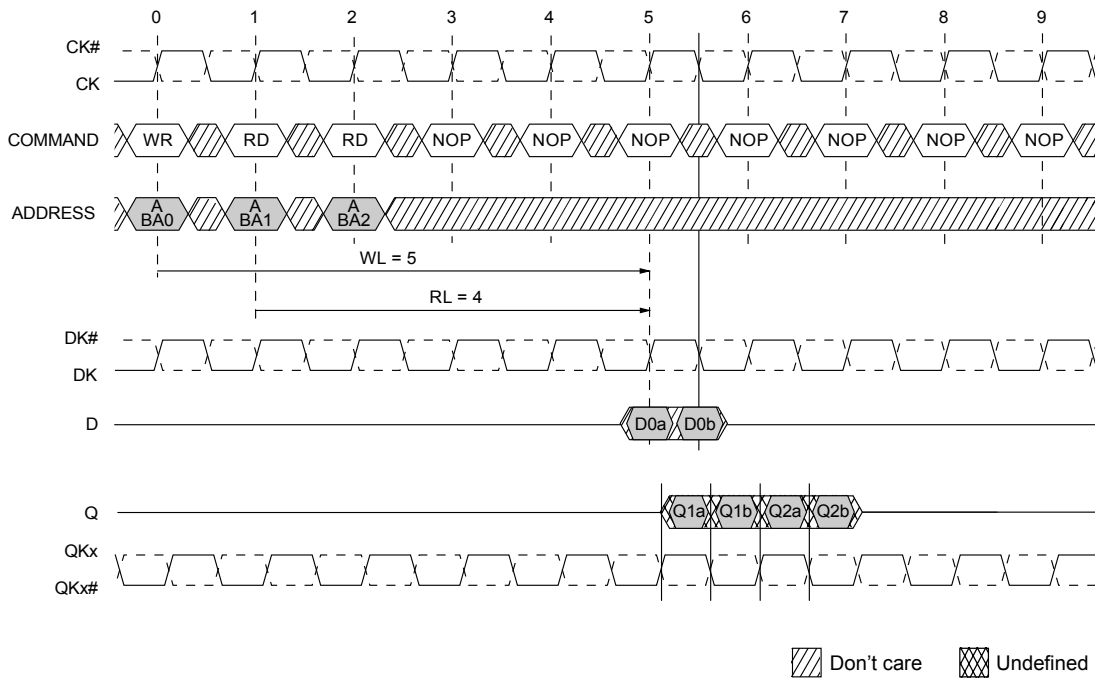 0 1 2 3 4 5 6 7 8 9
CK#
CK
COMMAND WR RD RD NOP NOP NOP NOP NOP NOP NOP
ADDRESS A BA0 A BA1 A BA2
WL = 5
RL = 4
DK#
DK
D D0a D0b
Q Q1a Q1b Q2a Q2b
QKx
QKx#
Don't care Undefined